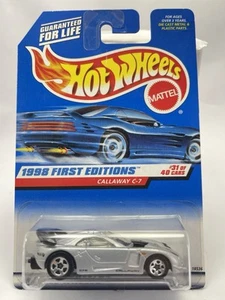 GUARANTEED
FOR LIFE
FOR AGES
OVER 3 YEARS
DIE CAST METAL &
PLASTIC PARTS.
Hot Wheels
MATTEL
1998 FIRST EDITIONS
#31 OF
40 CARS
CALLAWAY C-7